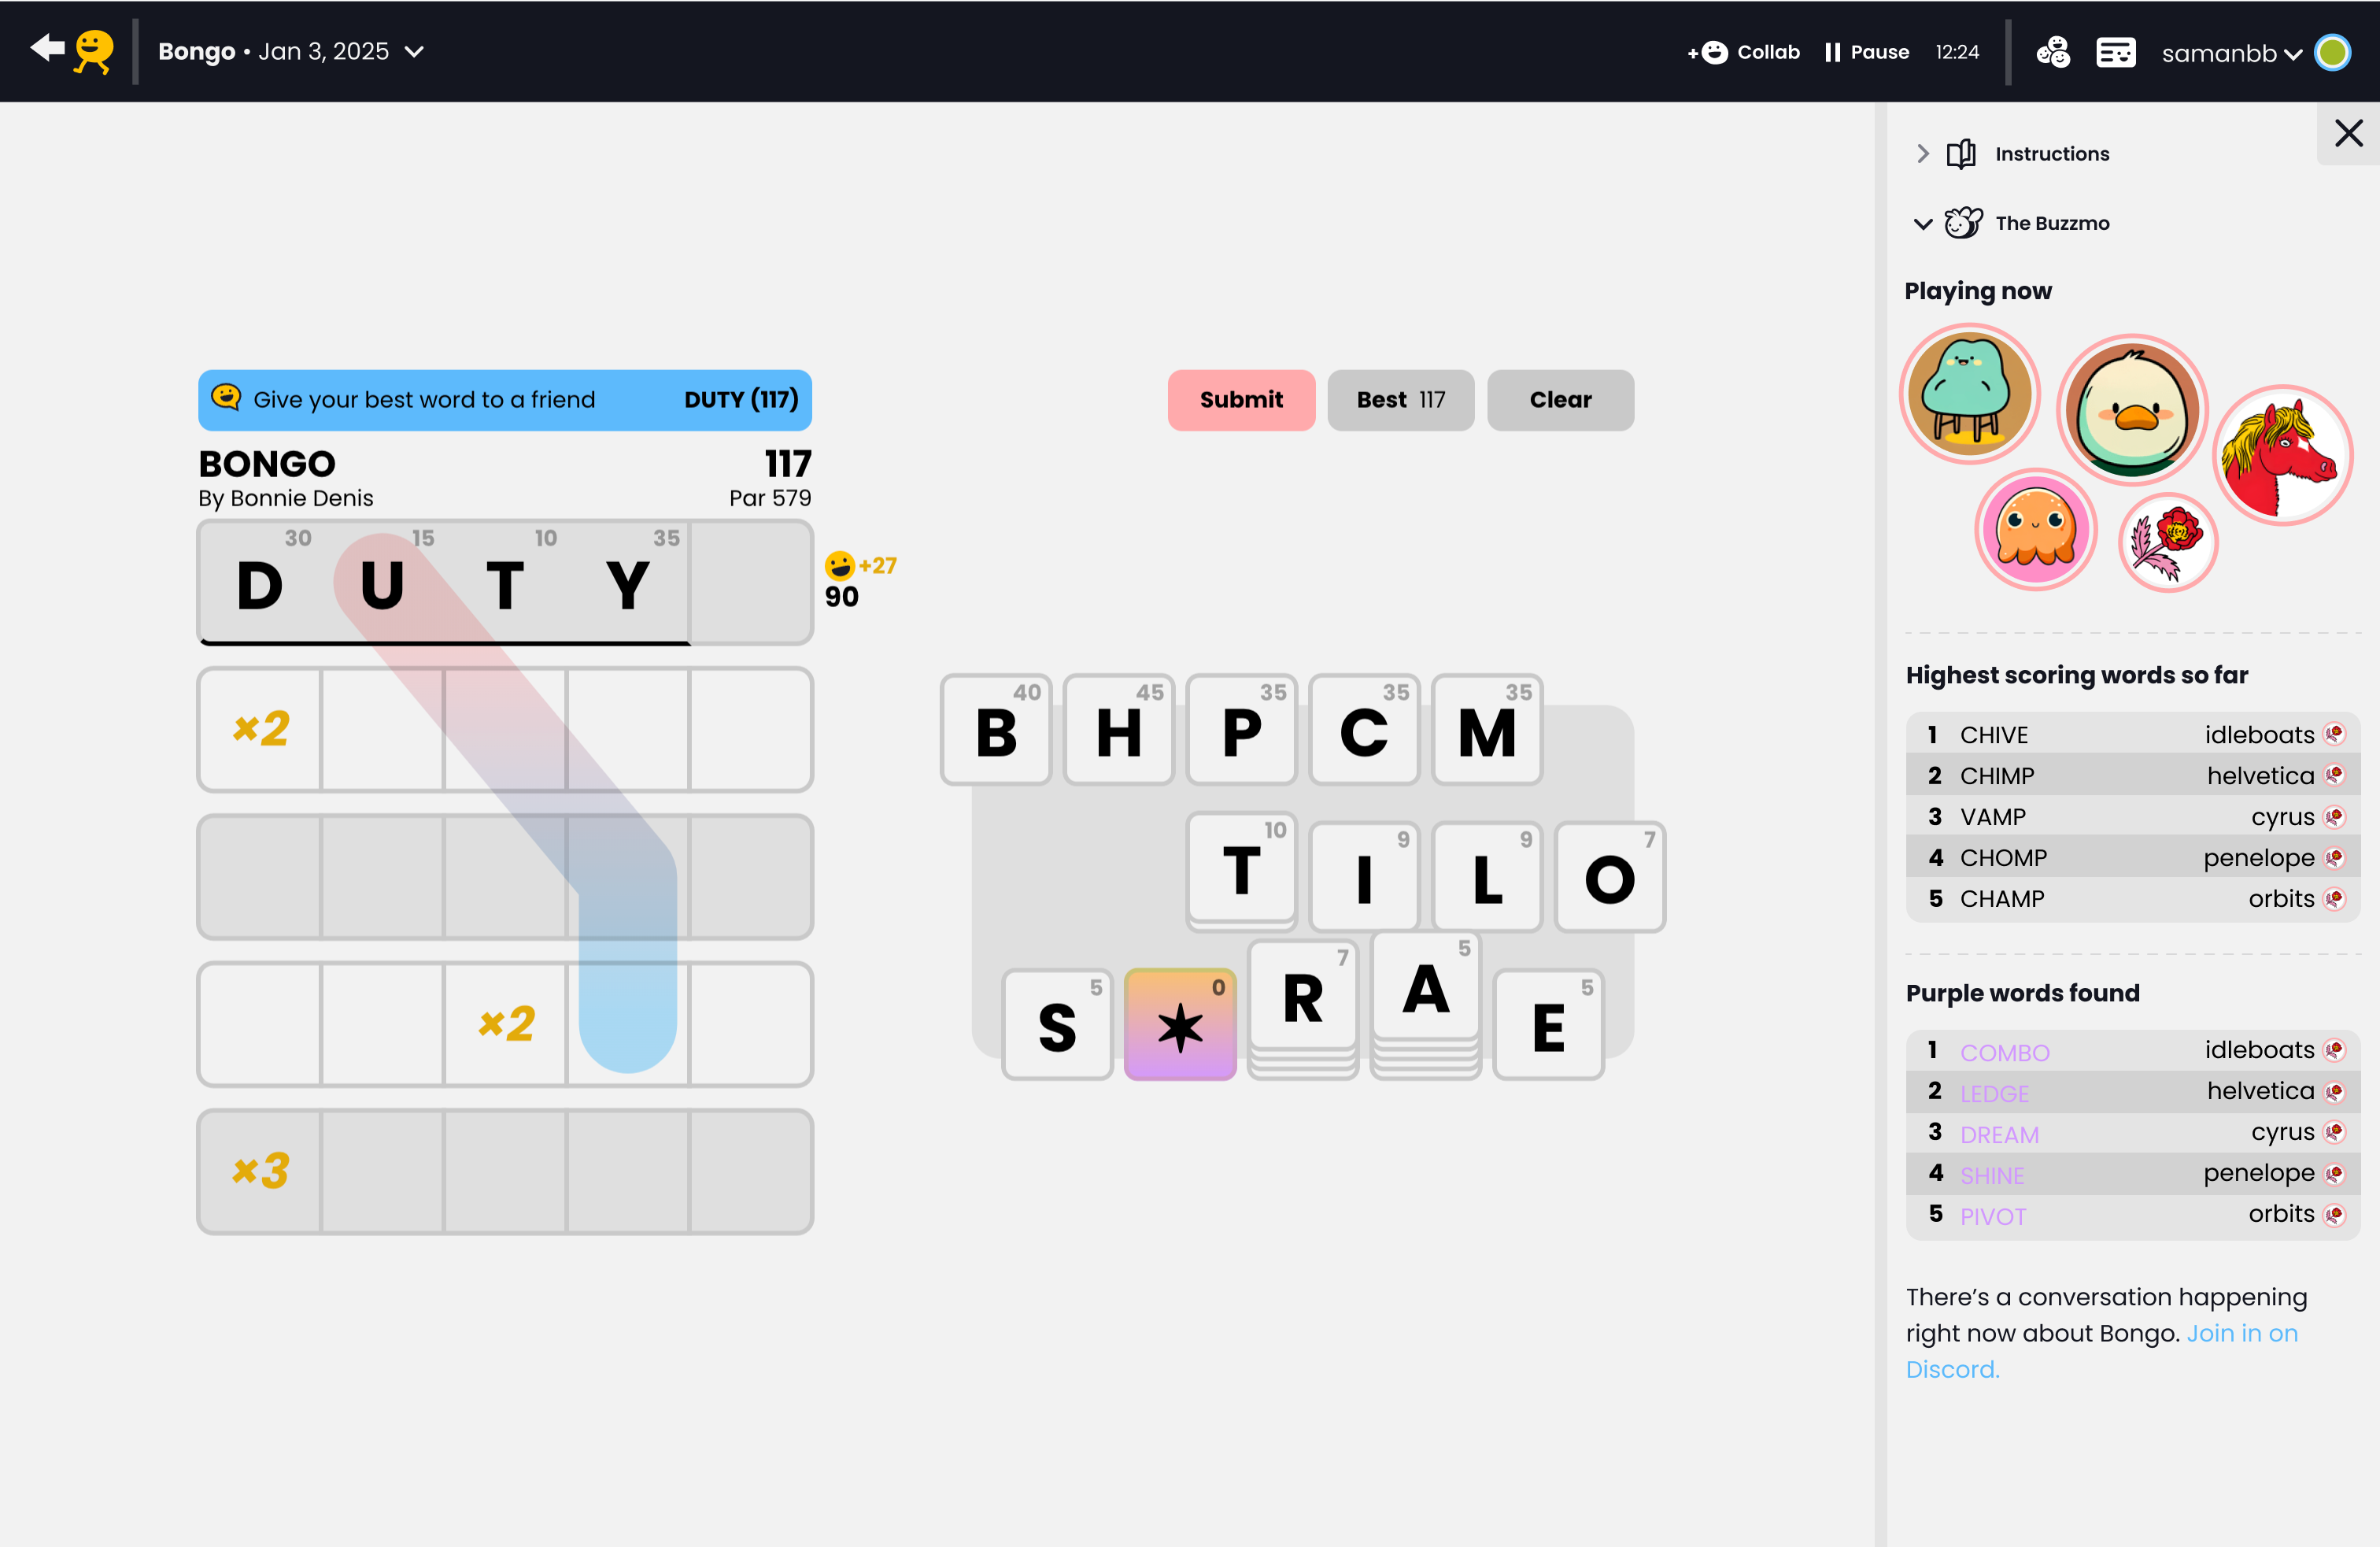 Bongo • Jan 3, 2025
+ Collab
Pause
12:24
samanbb
Give your best word to a friend DUTY (117)
BONGO 117
By Bonnie Denis Par 579
30 15 10 35
D U T Y
+27
90
×2
×2
×3
Submit
Best 117
Clear
40 45 35 35 35
B H P C M
10 9 9 7
T I L O
5 0 7 5 5
S ✶ R A E
Instructions
The Buzzmo
Playing now
Highest scoring words so far
1 CHIVE idleboats
2 CHIMP helvetica
3 VAMP cyrus
4 CHOMP penelope
5 CHAMP orbits
Purple words found
1 COMBO idleboats
2 LEDGE helvetica
3 DREAM cyrus
4 SHINE penelope
5 PIVOT orbits
There’s a conversation happening
right now about Bongo. Join in on
Discord.